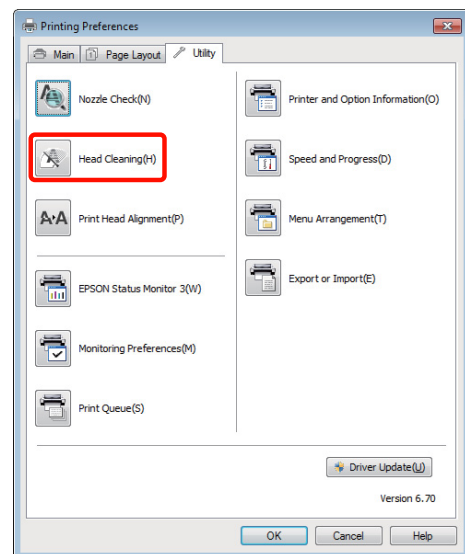 Printing Preferences
Main
Page Layout
Utility
Nozzle Check(N)
Head Cleaning(H)
A A
Print Head Alignment(P)
EPSON Status Monitor 3(W)
Monitoring Preferences(M)
Print Queue(S)
Printer and Option Information(O)
Speed and Progress(D)
Menu Arrangement(T)
Export or Import(E)
Driver Update(U)
Version 6.70
OK
Cancel
Help